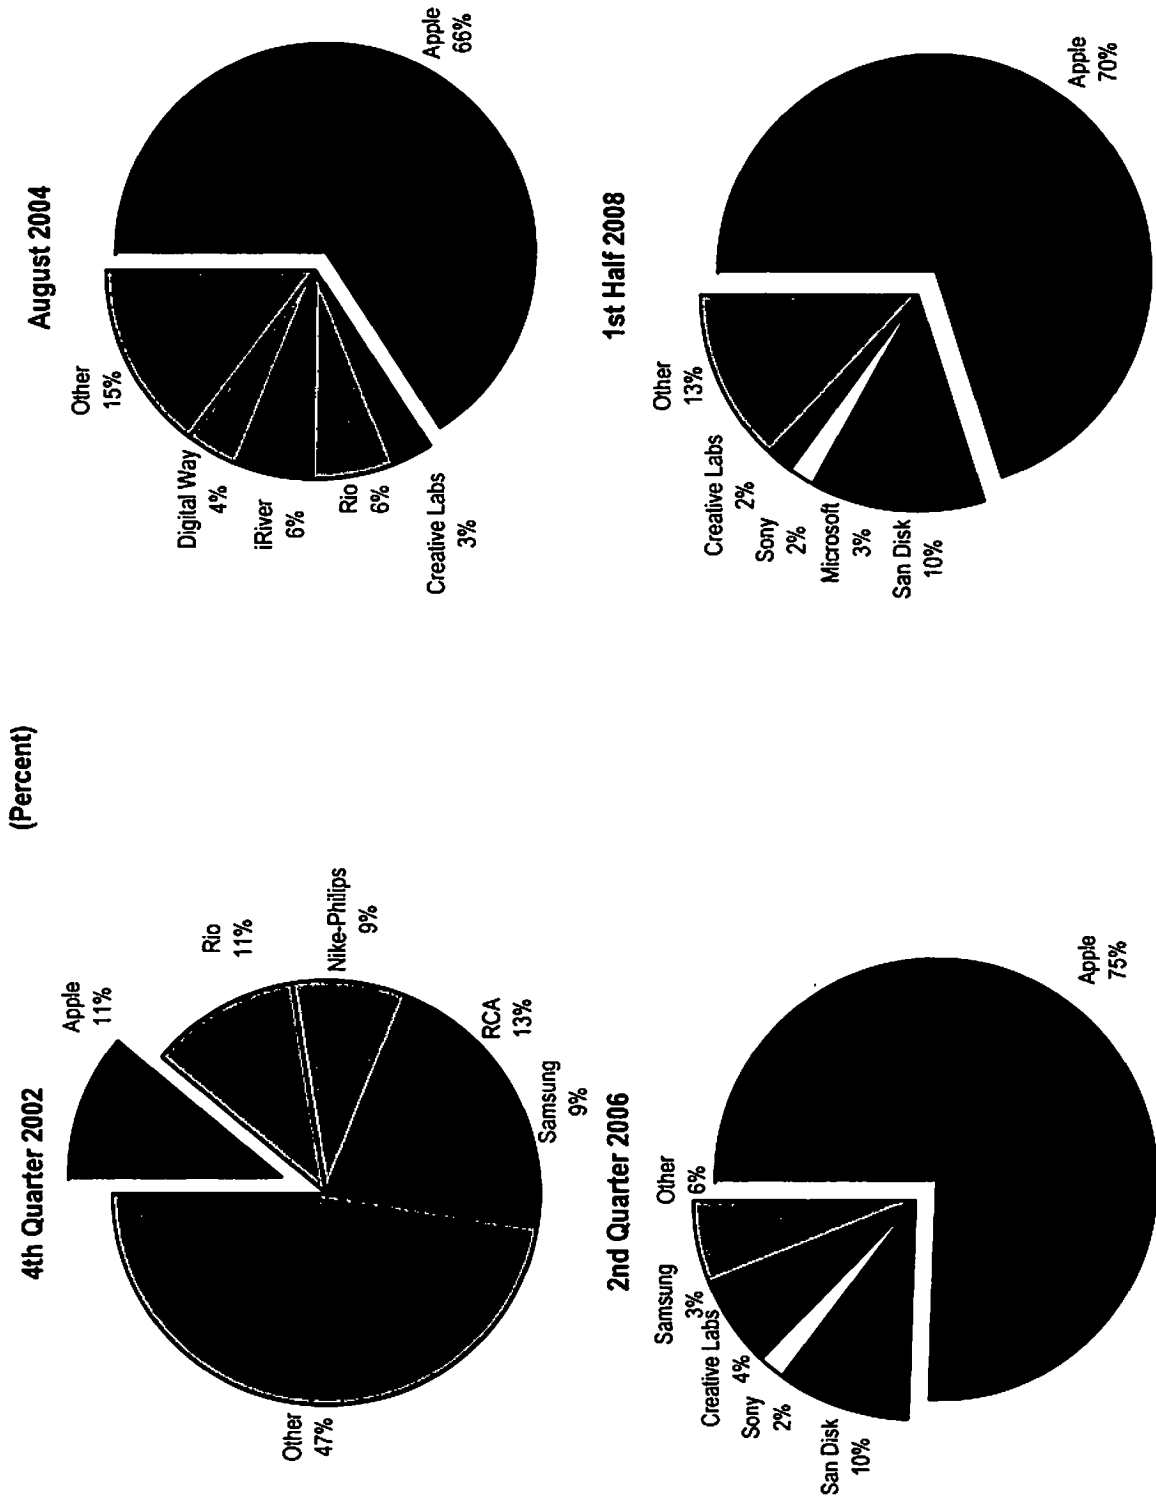 (Percent)
4th Quarter 2002
Apple
11%
Rio
11%
Nike-Philips
9%
RCA
13%
Samsung
9%
Other
47%
August 2004
Other
15%
Digital Way
4%
iRiver
6%
Rio
6%
Creative Labs
3%
Apple
66%
2nd Quarter 2006
Other
6%
Samsung
3%
Creative Labs
4%
Sony
2%
San Disk
10%
Apple
75%
1st Half 2008
Other
13%
Creative Labs
2%
Sony
2%
Microsoft
3%
San Disk
10%
Apple
70%